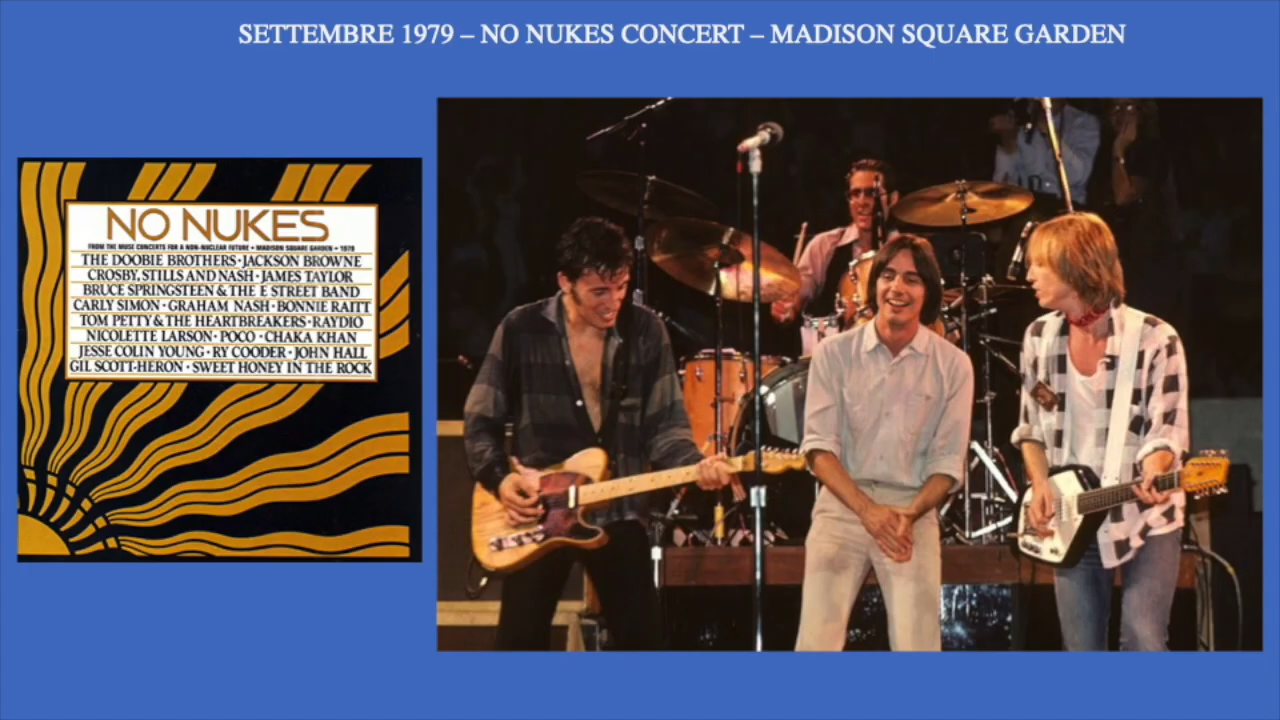 SETTEMBRE 1979 – NO NUKES CONCERT – MADISON SQUARE GARDEN
NO NUKES
FROM THE MUSE CONCERTS FOR A NON-NUCLEAR FUTURE • MADISON SQUARE GARDEN • 1979
THE DOOBIE BROTHERS · JACKSON BROWNE
CROSBY, STILLS AND NASH · JAMES TAYLOR
BRUCE SPRINGSTEEN & THE E STREET BAND
CARLY SIMON · GRAHAM NASH · BONNIE RAITT
TOM PETTY & THE HEARTBREAKERS · RAYDIO
NICOLETTE LARSON · POCO · CHAKA KHAN
JESSE COLIN YOUNG · RY COODER · JOHN HALL
GIL SCOTT-HERON · SWEET HONEY IN THE ROCK